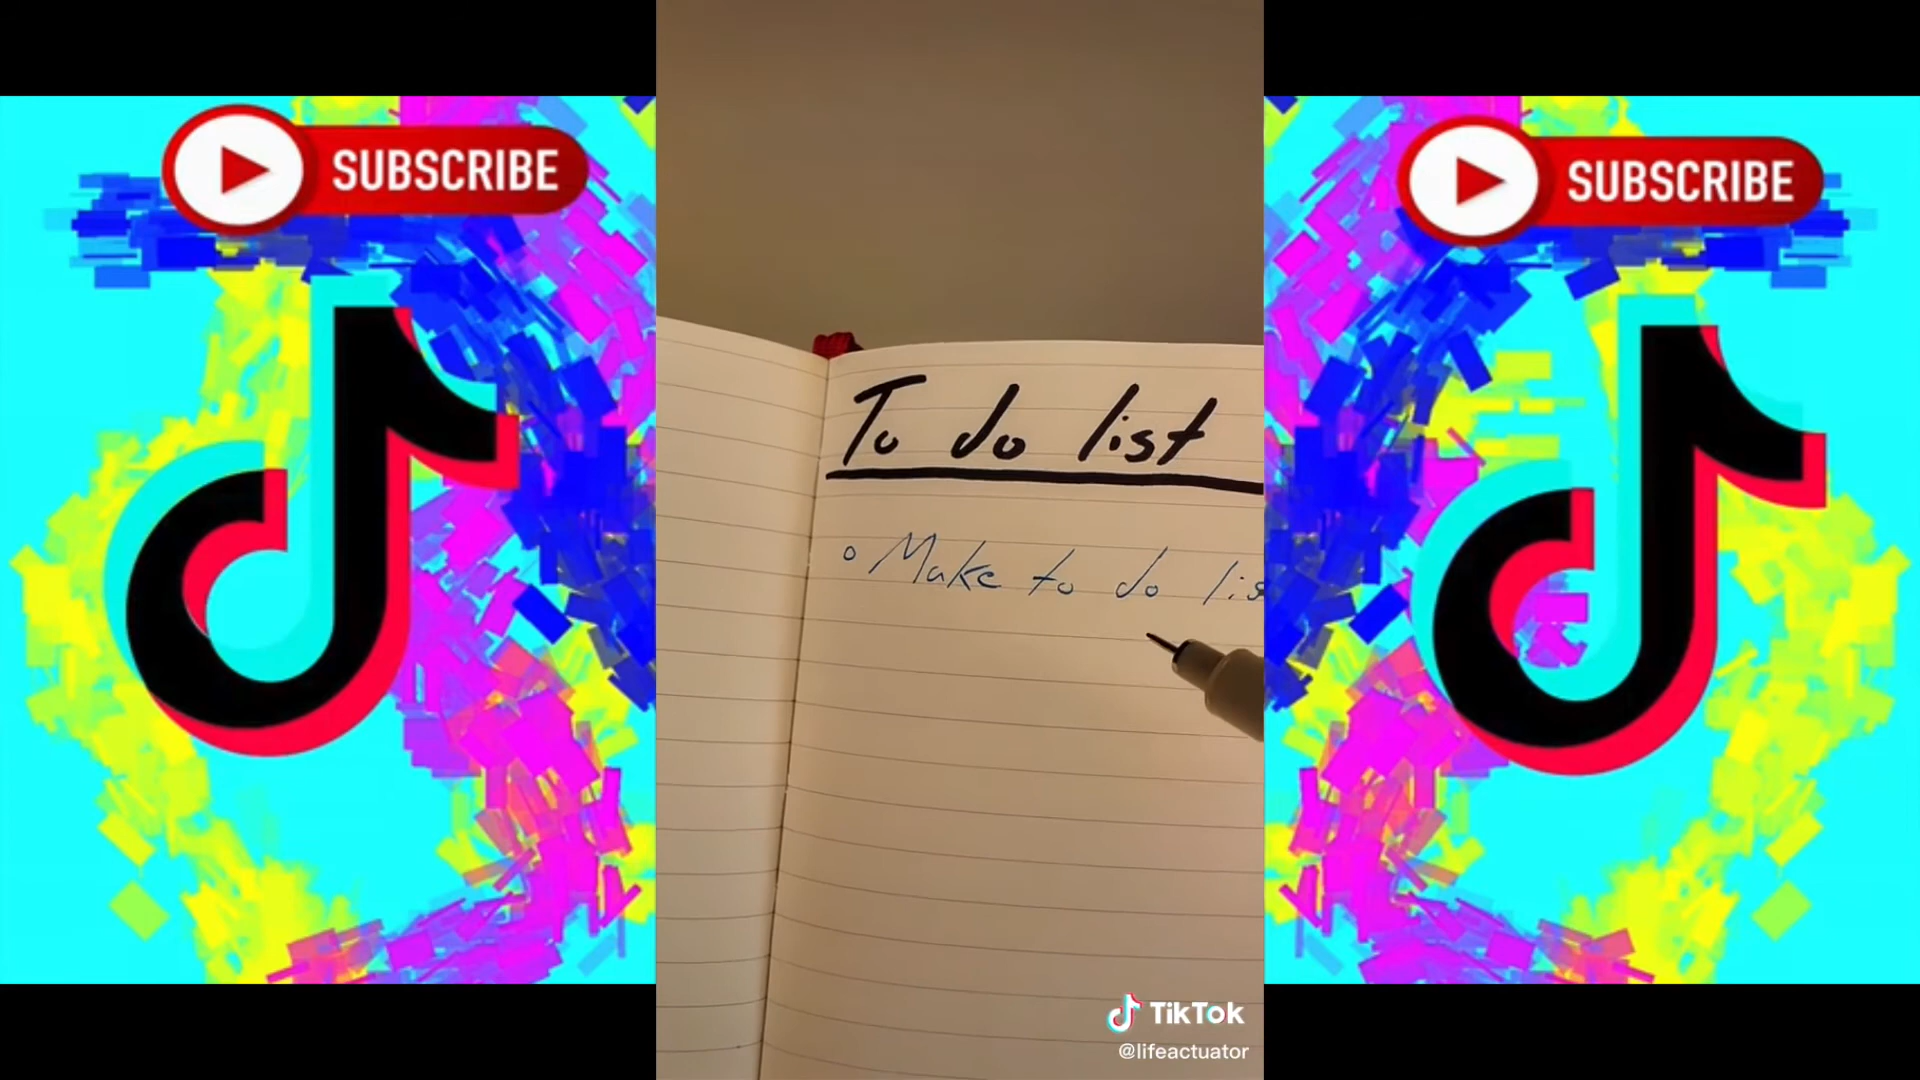 SUBSCRIBE
SUBSCRIBE
To do list
Make to do lis
TikTok
@lifeactuator